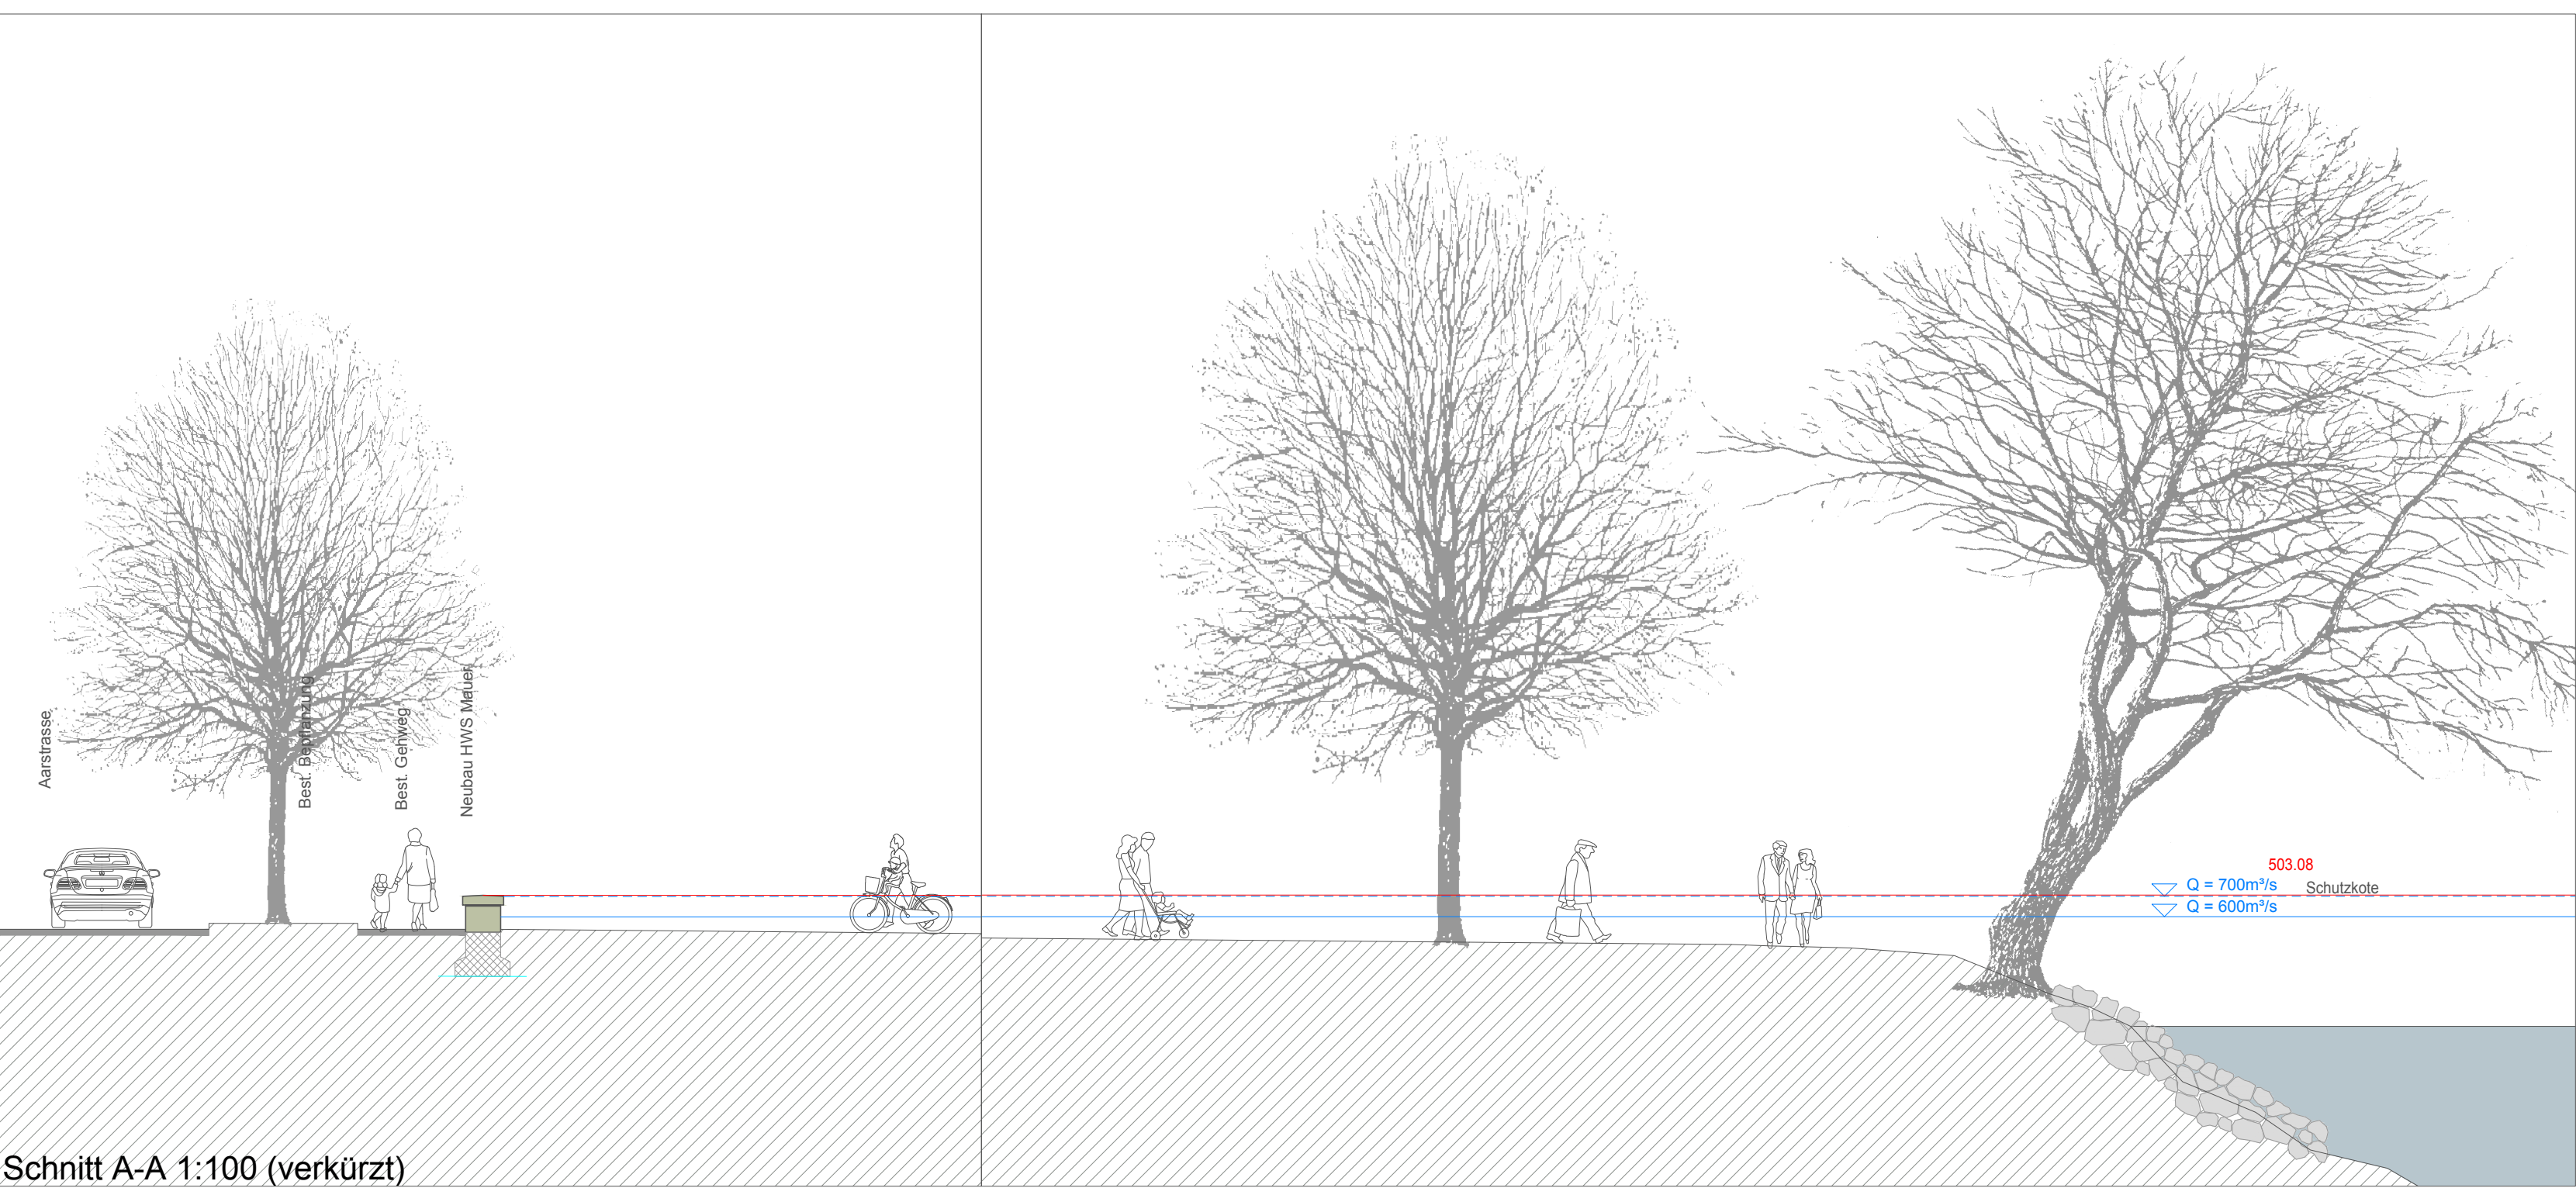 Aarstrasse
Best. Bepflanzung
Best. Gehweg
Neubau HWS Mauer
503.08
Q = 700m³/s
Schutzkote
Q = 600m³/s
Schnitt A-A 1:100 (verkürzt)